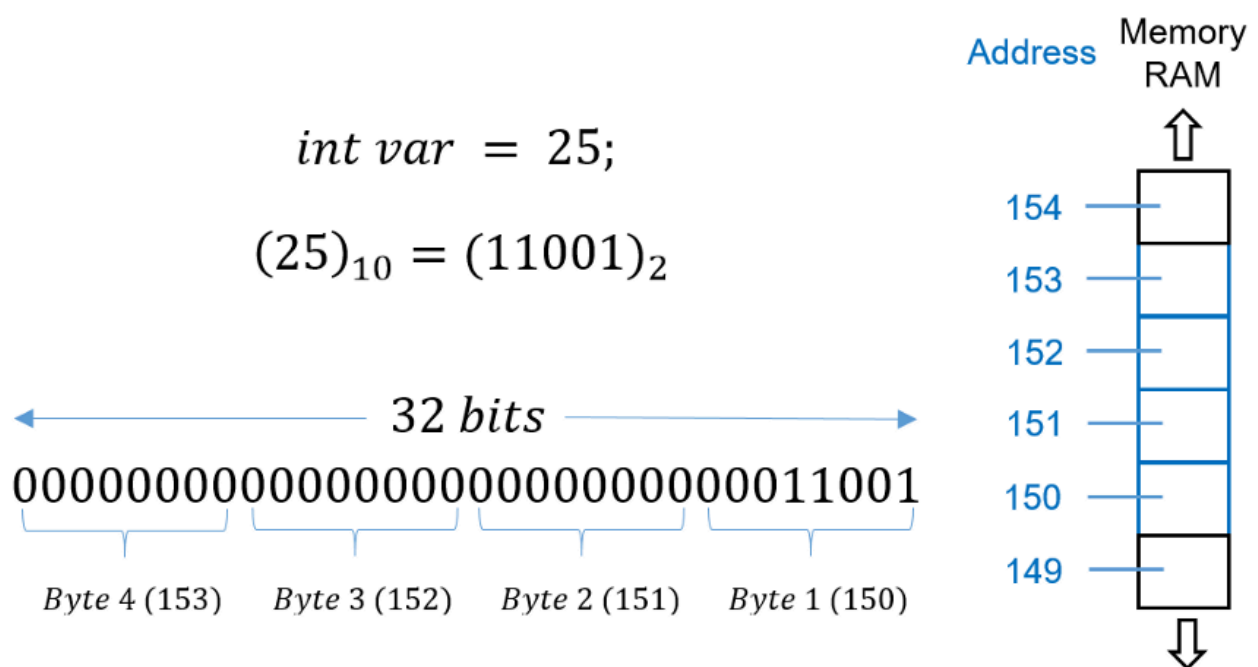 int var = 25;
(25)₁₀ = (11001)₂
32 bits
00000000000000000000000000011001
Byte 4 (153) Byte 3 (152) Byte 2 (151) Byte 1 (150)
Address
Memory
RAM
154
153
152
151
150
149